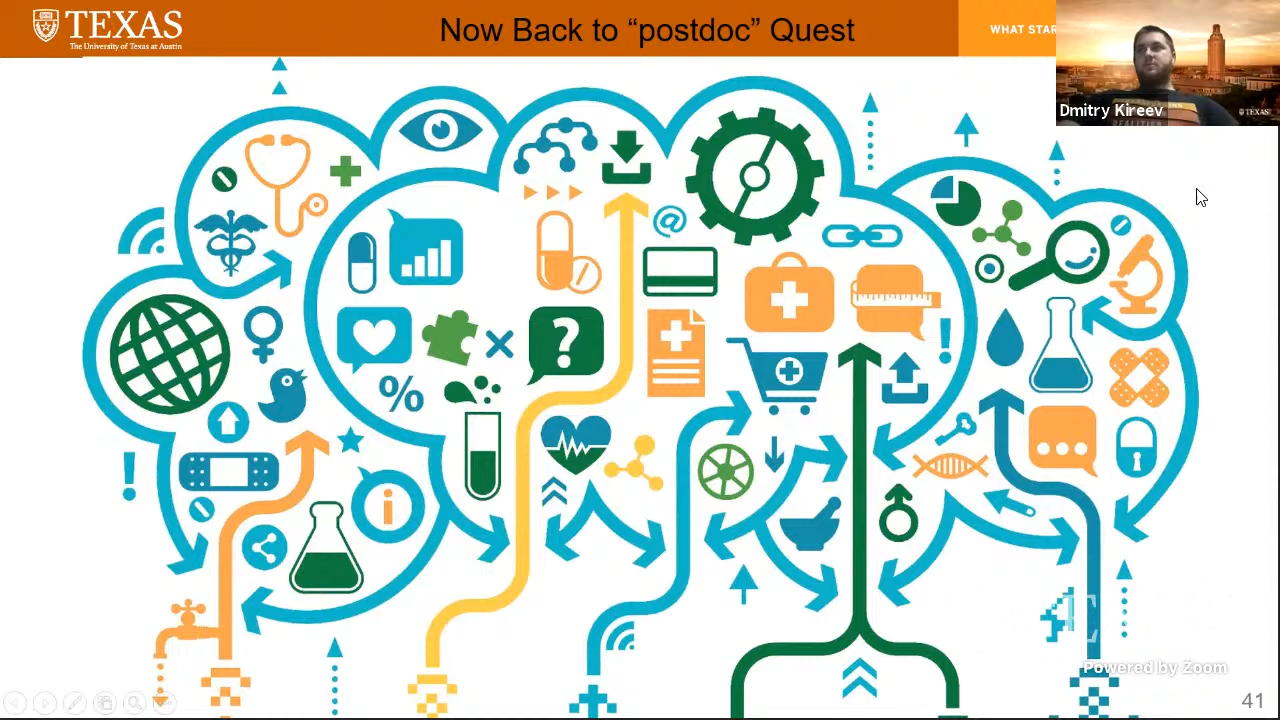 TEXAS
The University of Texas at Austin
Now Back to “postdoc” Quest
WHAT STAR
Dmitry Kireev
TEXAS
@
?
%
i
Powered by Zoom
41